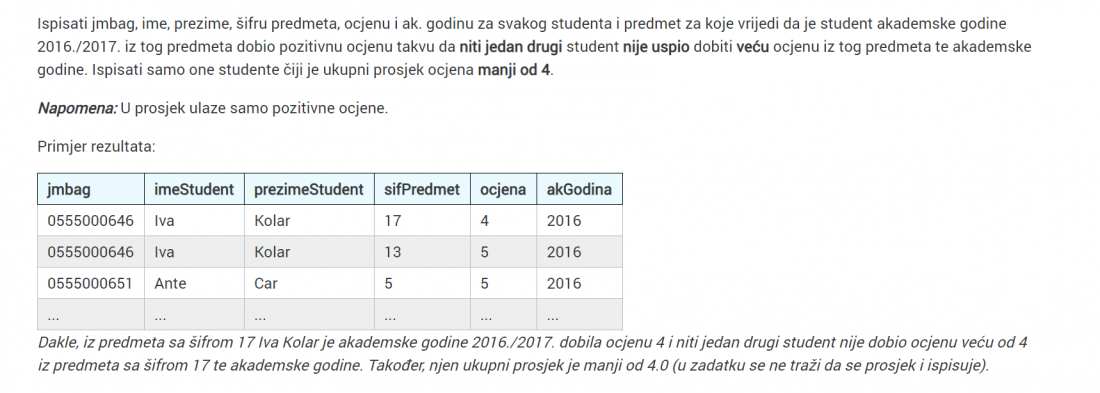 Ispisati jmbag, ime, prezime, šifru predmeta, ocjenu i ak. godinu za svakog studenta i predmet za koje vrijedi da je student akademske godine
2016./2017. iz tog predmeta dobio pozitivnu ocjenu takvu da niti jedan drugi student nije uspio dobiti veću ocjenu iz tog predmeta te akademske
godine. Ispisati samo one studente čiji je ukupni prosjek ocjena manji od 4.
Napomena: U prosjek ulaze samo pozitivne ocjene.
Primjer rezultata:
jmbag imeStudent prezimeStudent sifPredmet ocjena akGodina
0555000646 Iva Kolar 17 4 2016
0555000646 Iva Kolar 13 5 2016
0555000651 Ante Car 5 5 2016
... ... ... ... ... ...
Dakle, iz predmeta sa šifrom 17 Iva Kolar je akademske godine 2016./2017. dobila ocjenu 4 i niti jedan drugi student nije dobio ocjenu veću od 4
iz predmeta sa šifrom 17 te akademske godine. Također, njen ukupni prosjek je manji od 4.0 (u zadatku se ne traži da se prosjek i ispisuje).